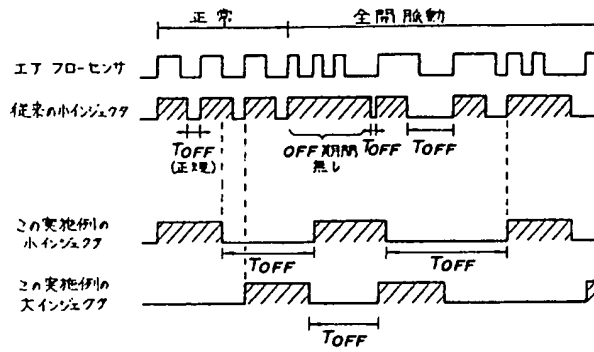 正常
全開脈動
エア フローセンサ
従来の小インジェクタ
TOFF
(正規)
OFF期間
無し
TOFF
TOFF
この実施例の
小インジェクタ
TOFF
TOFF
この実施例の
大インジェクタ
TOFF